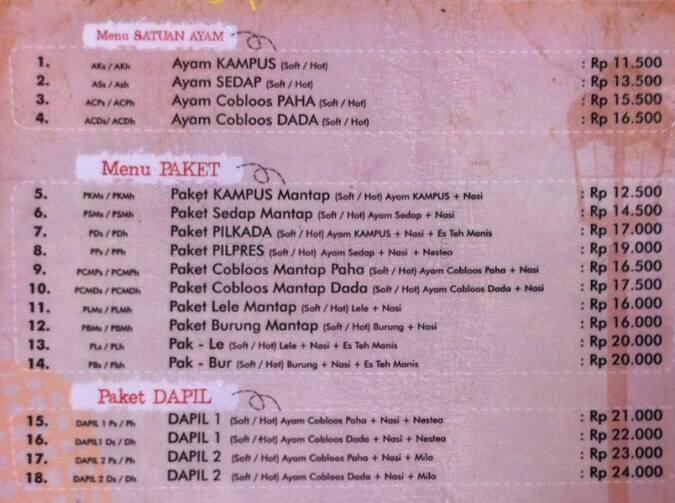 Menu SATUAN AYAM
1. AKs / AKh Ayam KAMPUS (Soft / Hot) : Rp 11.500
2. ASs / Ash Ayam SEDAP (Soft / Hot) : Rp 13.500
3. ACPs / ACPh Ayam Cobloos PAHA (Soft / Hot) : Rp 15.500
4. ACDs/ ACDh Ayam Cobloos DADA (Soft / Hot) : Rp 16.500
Menu PAKET
5. PKMs / PKMh Paket KAMPUS Mantap (Soft / Hot) Ayam KAMPUS + Nasi : Rp 12.500
6. PSMs / PSMh Paket Sedap Mantap (Soft / Hot) Ayam Sedap + Nasi : Rp 14.500
7. PDs / PDh Paket PILKADA (Soft / Hot) Ayam KAMPUS + Nasi + Es Teh Manis : Rp 17.000
8. PPs / PPh Paket PILPRES (Soft / Hot) Ayam Sedap + Nasi + Nestea : Rp 19.000
9. PCMPs / PCMPh Paket Cobloos Mantap Paha (Soft / Hot) Ayam Cobloos Paha + Nasi : Rp 16.500
10. PCMDs / PCMDh Paket Cobloos Mantap Dada (Soft / Hot) Ayam Cobloos Dada + Nasi : Rp 17.500
11. PLMs / PLMh Paket Lele Mantap (Soft / Hot) Lele + Nasi : Rp 16.000
12. PBMs / PBMh Paket Burung Mantap (Soft / Hot) Burung + Nasi : Rp 16.000
13. PLs / PLh Pak - Le (Soft / Hot) Lele + Nasi + Es Teh Manis : Rp 20.000
14. PBs / Pbh Pak - Bur (Soft / Hot) Burung + Nasi + Es Teh Manis : Rp 20.000
Paket DAPIL
15. DAPIL 1 Ps / Ph DAPIL 1 (Soft / Hot) Ayam Cobloos Paha + Nasi + Nestea : Rp 21.000
16. DAPIL1 Ds / Dh DAPIL 1 (Soft / Hot) Ayam Cobloos Dada + Nasi + Nestea : Rp 22.000
17. DAPIL 2 Ps / Ph DAPIL 2 (Soft / Hot) Ayam Cobloos Paha + Nasi + Milo : Rp 23.000
18. DAPIL 2 Ds / Dh DAPIL 2 (Soft / Hot) Ayam Cobloos Dada + Nasi + Milo : Rp 24.000